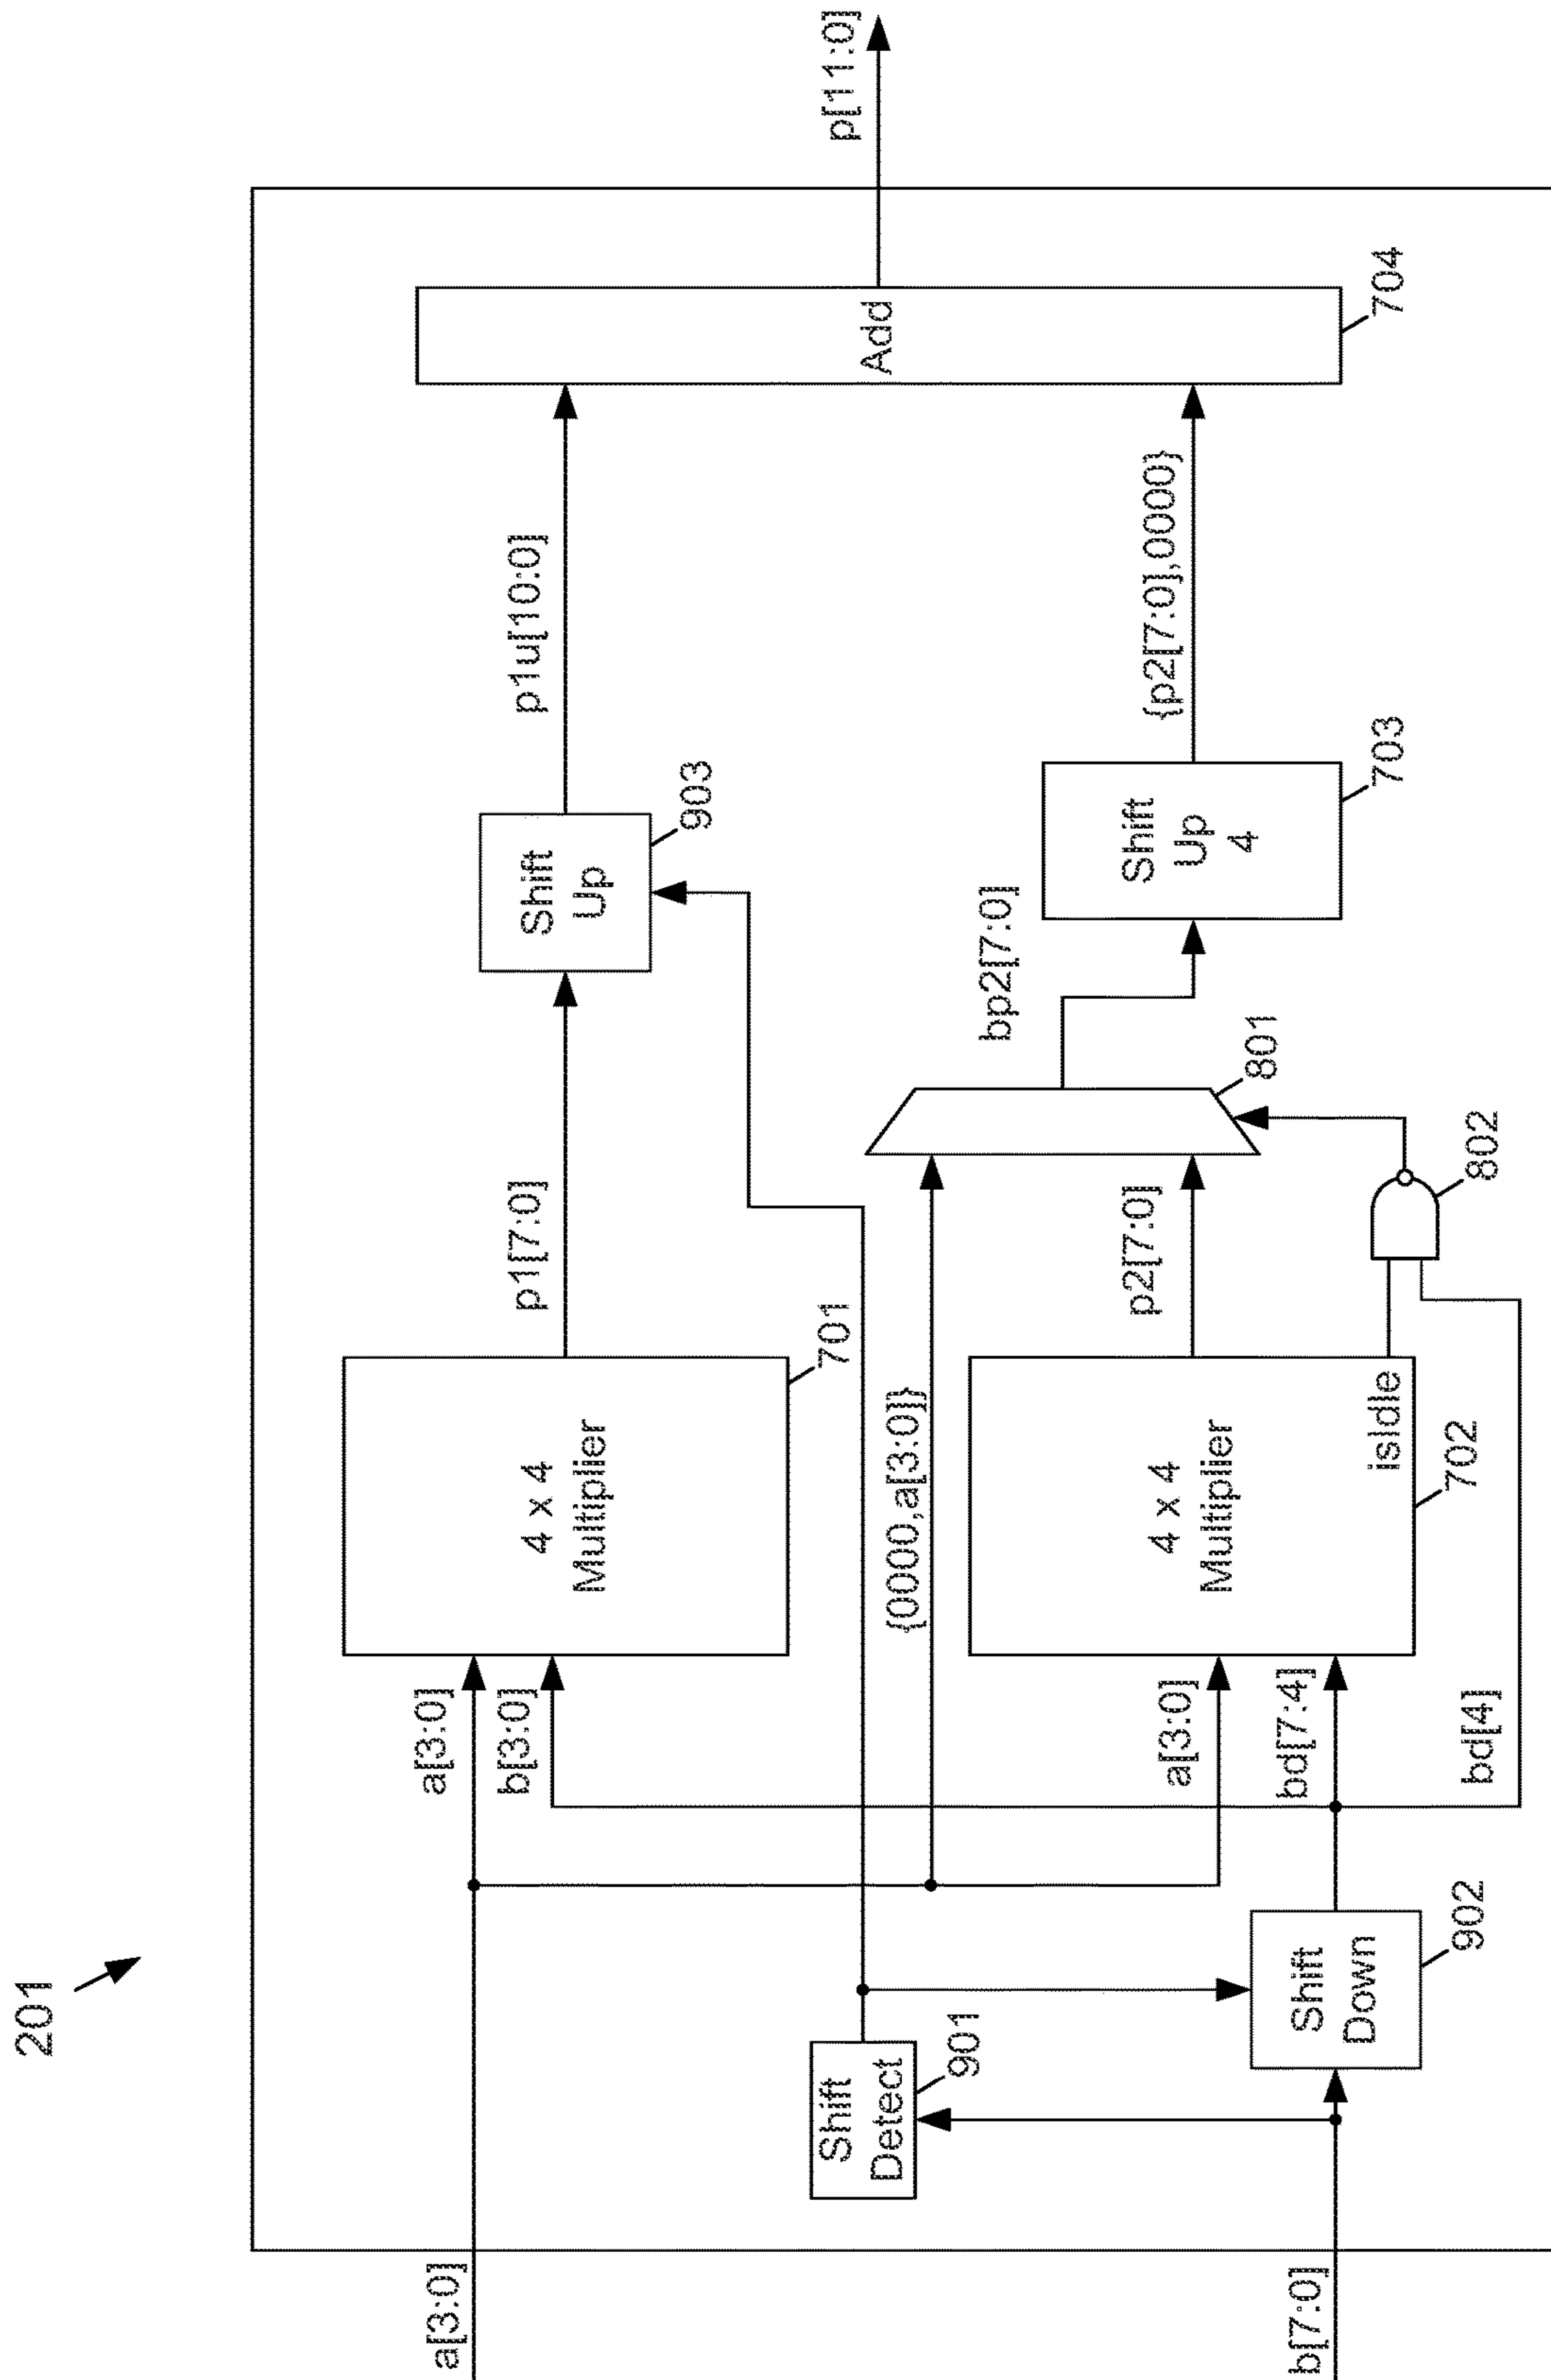 201
a[3:0]
b[7:0]
Shift
Detect
901
Shift
Down
902
a[3:0]
b[3:0]
a[3:0]
bd[7:4]
bd[4]
4 x 4
Multiplier
701
{0000,a[3:0]}
4 x 4
Multiplier
isIdle
702
p1[7:0]
p2[7:0]
802
801
bp2[7:0]
Shift
Up
903
Shift
Up
4
703
p1u[10:0]
{p2[7:0],0000}
Add
704
p[11:0]